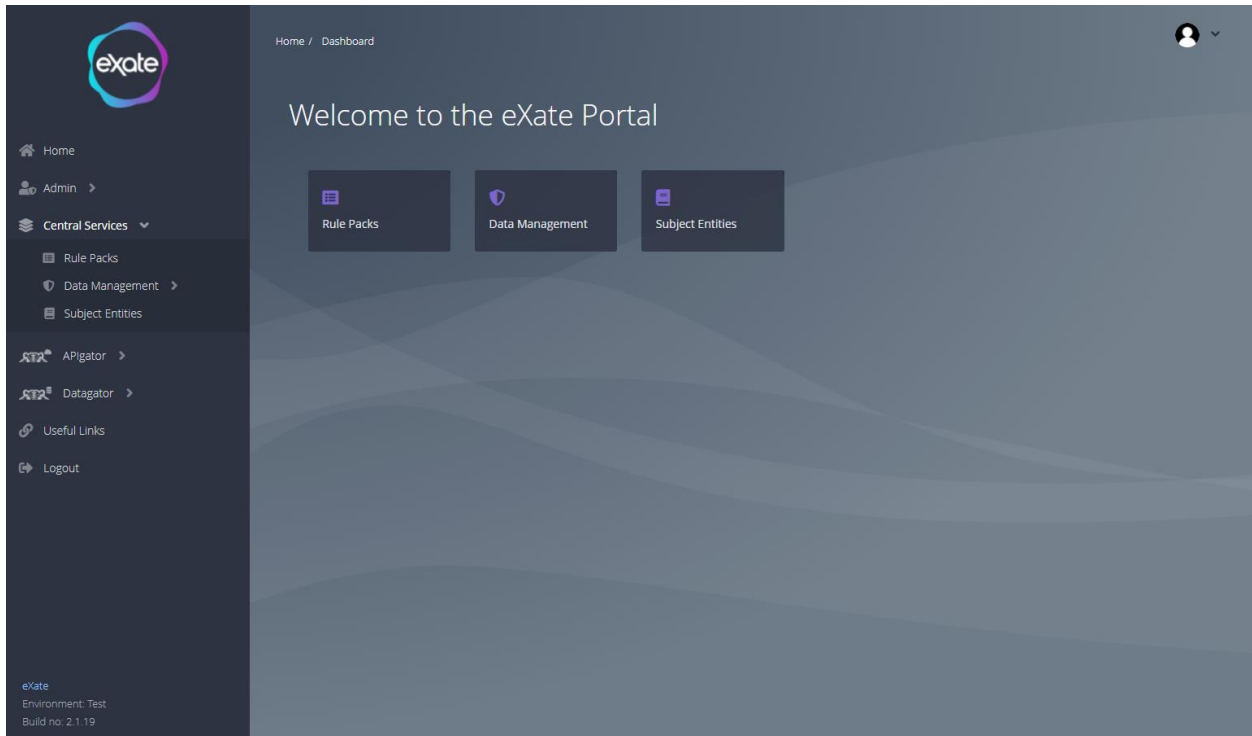 exate
Home / Dashboard
Welcome to the eXate Portal
Home
Admin
Central Services
Rule Packs
Data Management
Subject Entities
APIgator
Datagator
Useful Links
Logout
Rule Packs
Data Management
Subject Entities
eXate
Environment: Test
Build no: 2.1.19